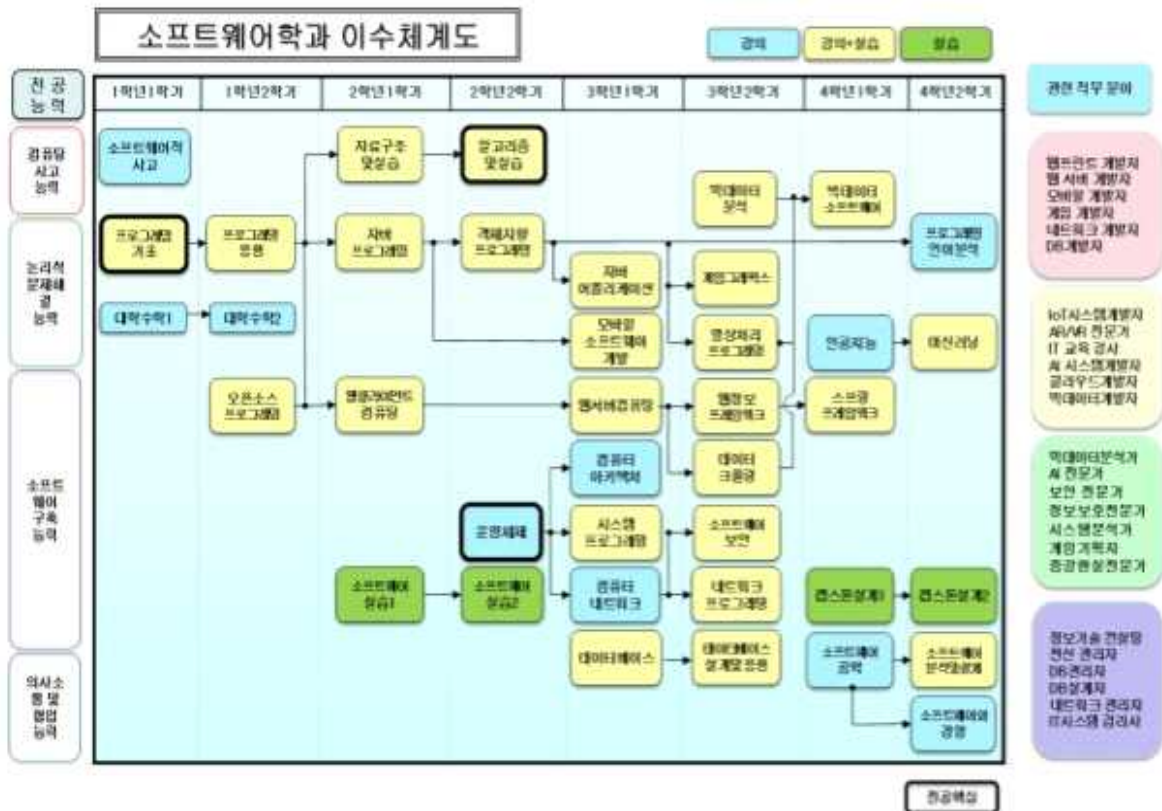 소프트웨어학과 이수체계도
강의
강의+실습
실습
전공
능력
1학년1학기
1학년2학기
2학년1학기
2학년2학기
3학년1학기
3학년2학기
4학년1학기
4학년2학기
관련 직무 분야
컴퓨팅
사고
능력
논리적
문제해
결
능력
소프트
웨어
구축
능력
의사소
통 및
협업
능력
소프트웨어적
사고
자료구조
및실습
알고리즘
및실습
빅데이터
분석
빅데이터
소프트웨어
프로그래밍
기초
프로그래밍
응용
자바
프로그래밍
객체지향
프로그래밍
프로그래밍
언어분석
자바
어플리케이션
게임그래픽스
대학수학1
대학수학2
모바일
소프트웨어
개발
영상처리
프로그래밍
인공지능
머신러닝
오픈소스
프로그래밍
웹클라이언트
컴퓨팅
웹서버컴퓨팅
웹정보
프레임워크
스프링
프레임워크
컴퓨터
아키텍처
데이터
크롤링
운영체제
시스템
프로그래밍
소프트웨어
보안
소프트웨어
실습1
소프트웨어
실습2
컴퓨터
네트워크
네트워크
프로그래밍
캡스톤설계1
캡스톤설계2
데이터베이스
데이터베이스
설계및응용
소프트웨어
공학
소프트웨어
분석및설계
소프트웨어와
경영
웹프런트 개발자
웹 서버 개발자
모바일 개발자
게임 개발자
네트워크 개발자
DB개발자
IoT시스템개발자
AR/VR 전문가
IT 교육 강사
AI 시스템개발자
클라우드개발자
빅데이터개발자
빅데이터분석가
AI 전문가
보안 전문가
정보보호전문가
시스템분석가
게임기획자
증강현실전문가
정보기술 컨설팅
전산 관리자
DB관리자
DB설계자
네트워크 관리자
IT시스템 감리사
전공핵심